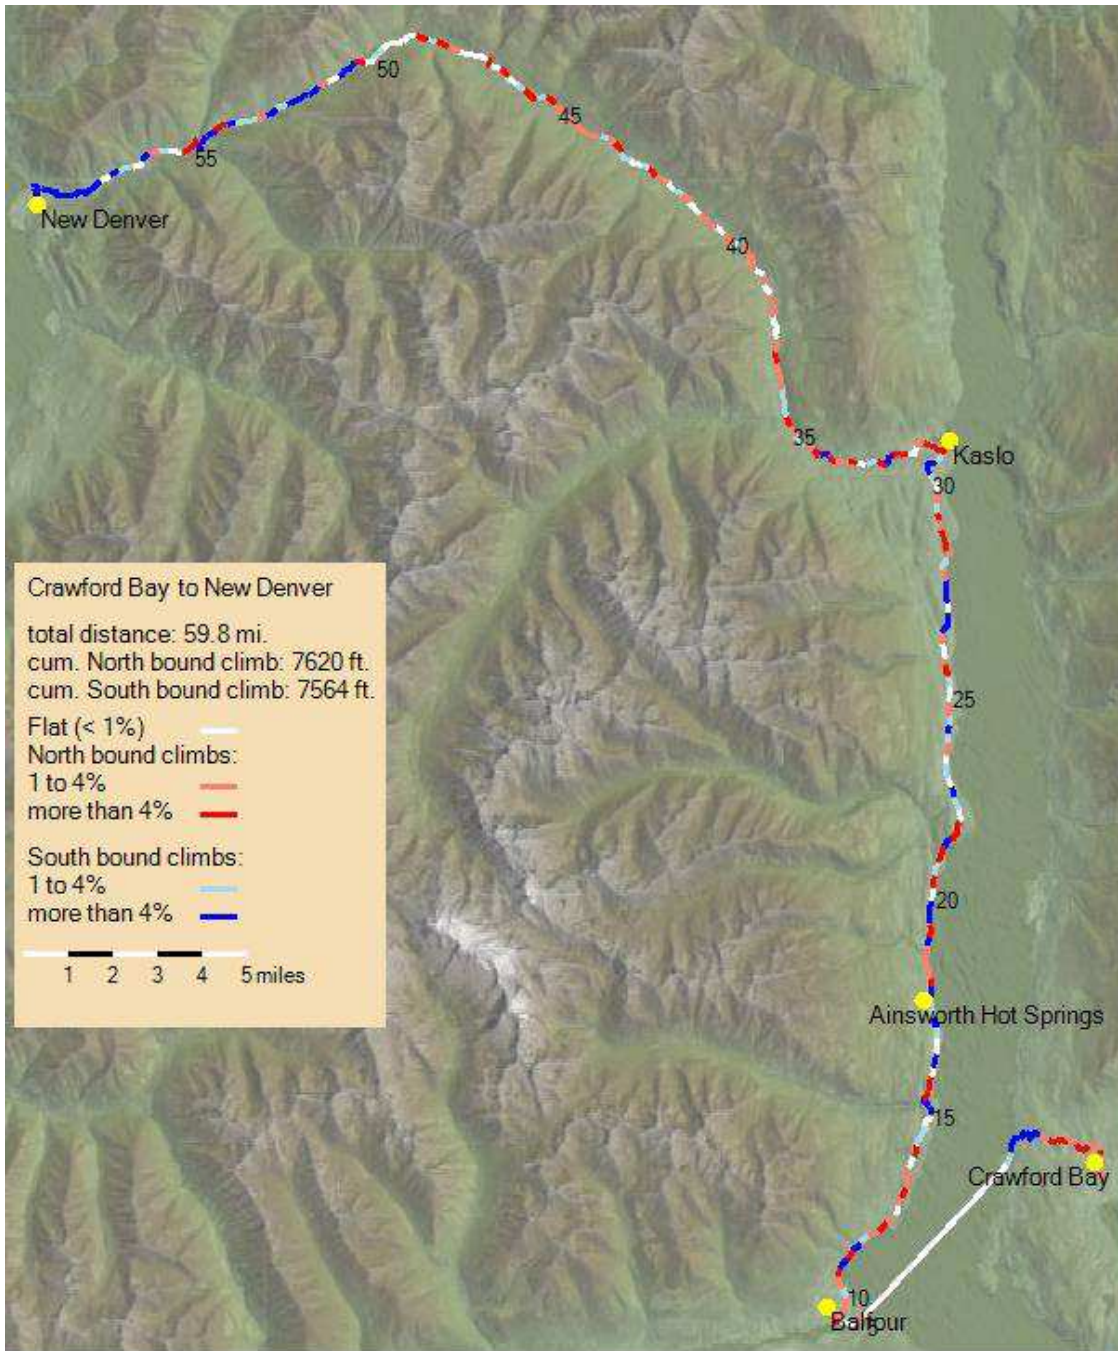 50
45
55
New Denver
40
35
Kaslo
30
Crawford Bay to New Denver
total distance: 59.8 mi.
cum. North bound climb: 7620 ft.
cum. South bound climb: 7564 ft.
Flat (< 1%)
North bound climbs:
1 to 4%
more than 4%
South bound climbs:
1 to 4%
more than 4%
1 2 3 4 5 miles
25
20
Ainsworth Hot Springs
15
Crawford Bay
10
Balfour